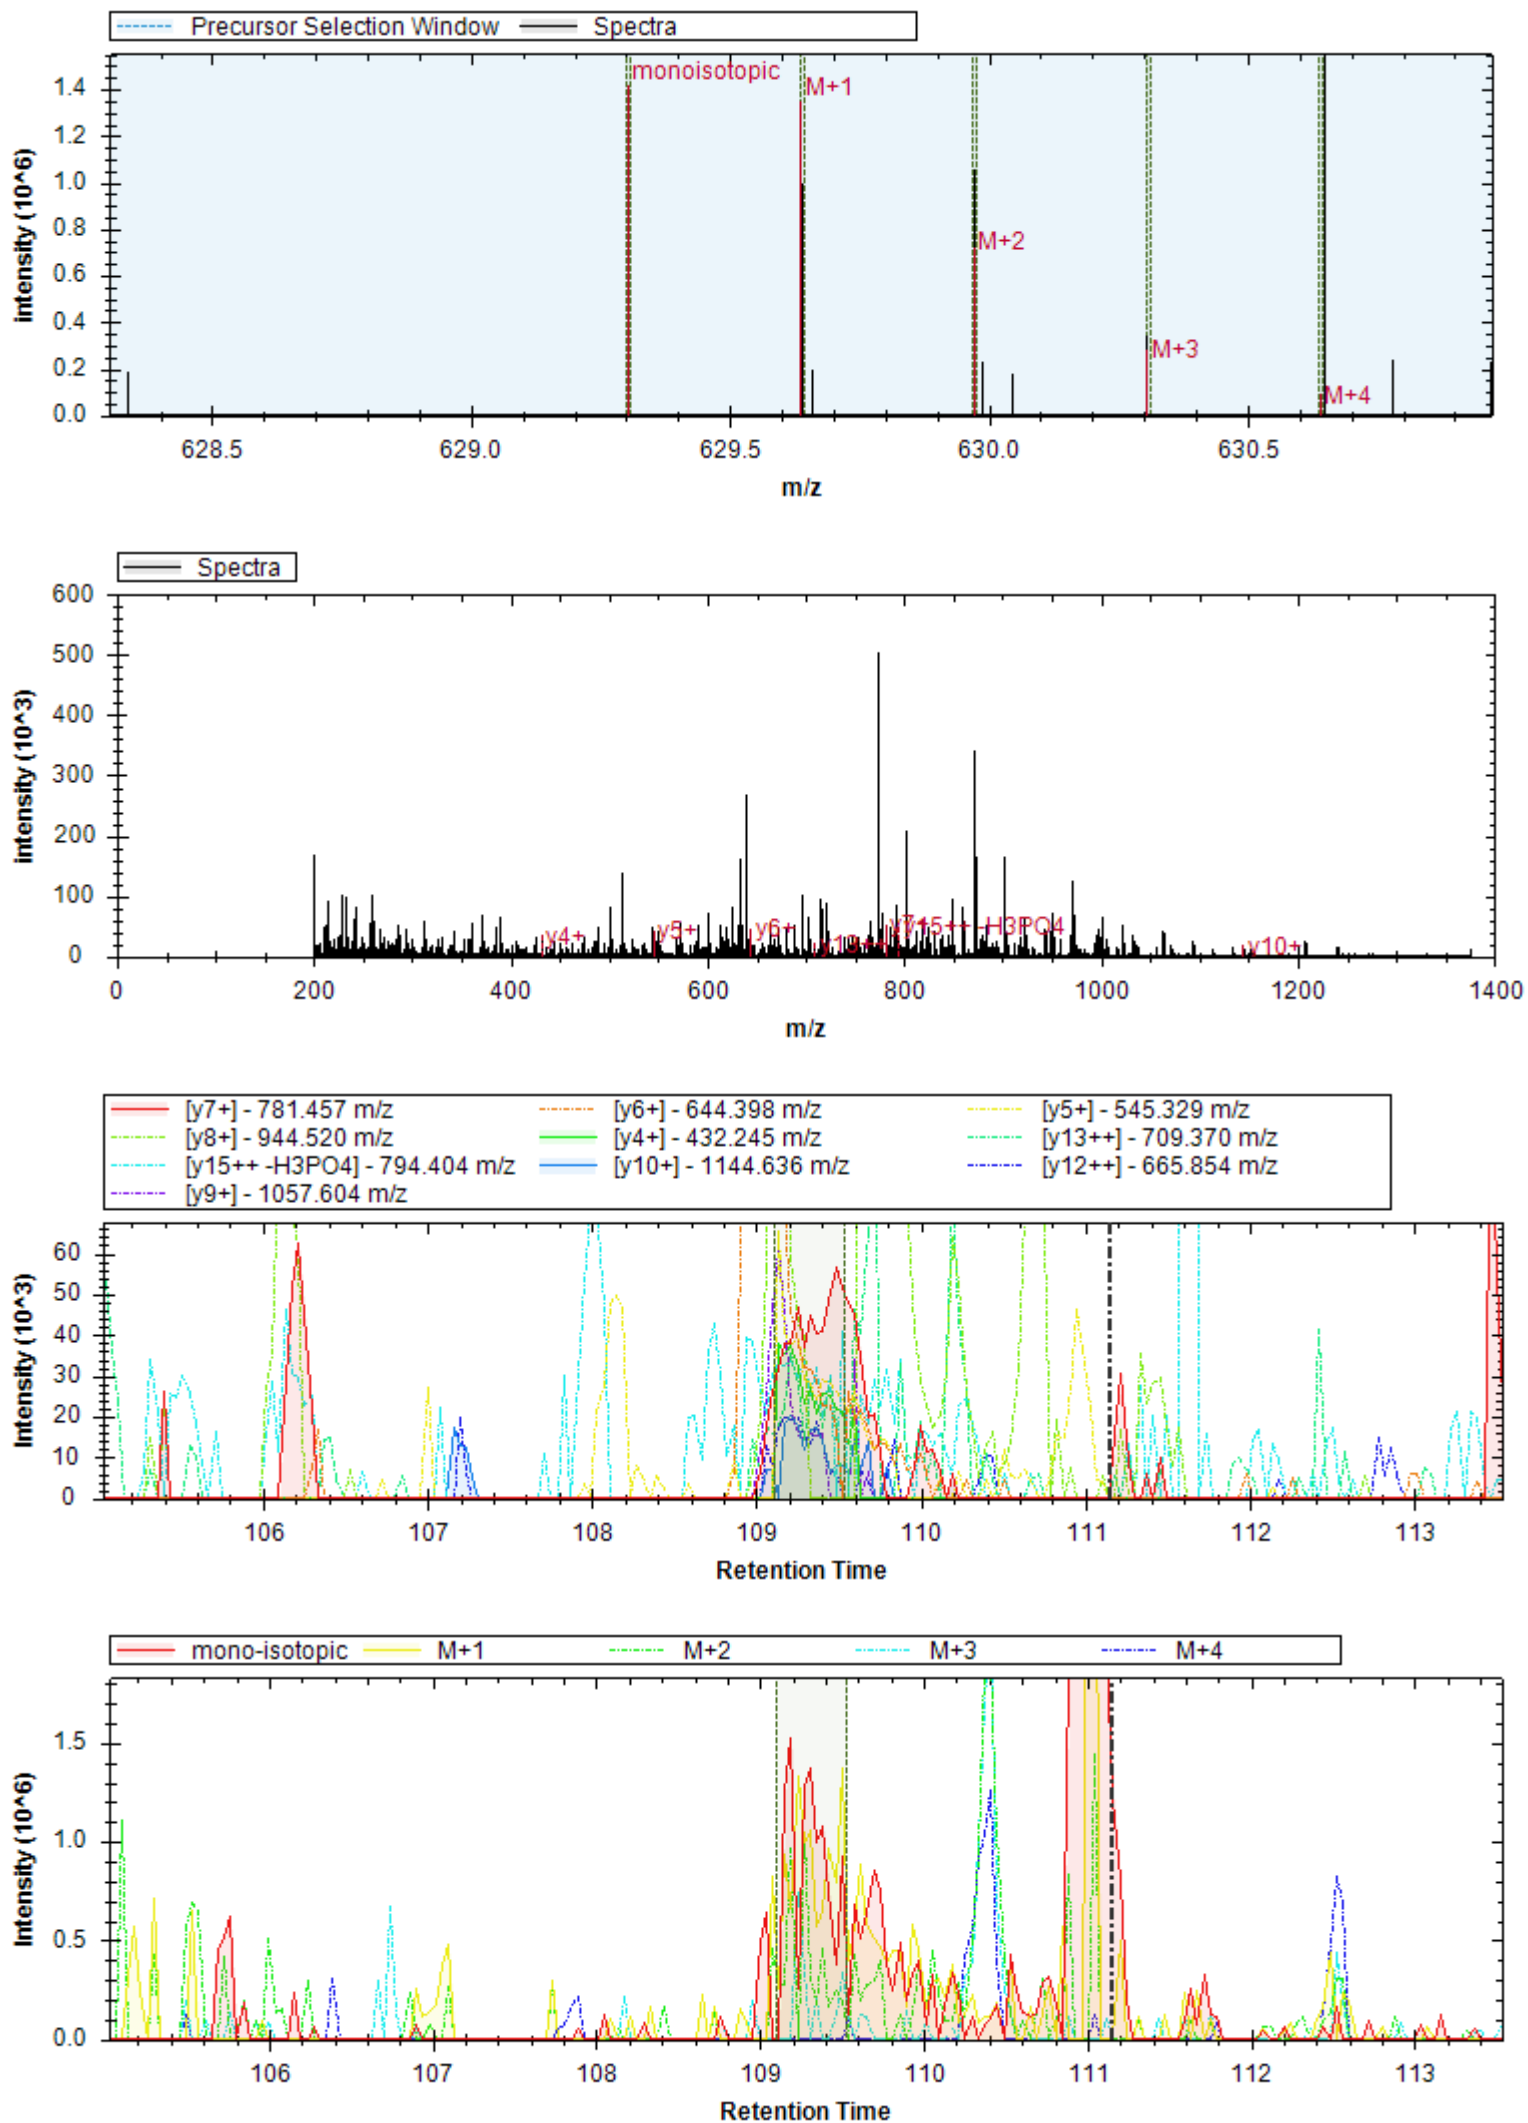 Precursor Selection Window Spectra
monoisotopic
M+1
M+2
M+3
M+4
intensity (10^6)
1.4
1.2
1.0
0.8
0.6
0.4
0.2
0.0
628.5 629.0 629.5 630.0 630.5
m/z
Spectra
intensity (10^3)
600
500
400
300
200
100
0
y4+ y5+ y6+ y13++ y7+ y15++ -H3PO4 y10+
0 200 400 600 800 1000 1200 1400
m/z
[y7+] - 781.457 m/z [y6+] - 644.398 m/z [y5+] - 545.329 m/z
[y8+] - 944.520 m/z [y4+] - 432.245 m/z [y13++] - 709.370 m/z
[y15++ -H3PO4] - 794.404 m/z [y10+] - 1144.636 m/z [y12++] - 665.854 m/z
[y9+] - 1057.604 m/z
Intensity (10^3)
60
50
40
30
20
10
0
106 107 108 109 110 111 112 113
Retention Time
mono-isotopic M+1 M+2 M+3 M+4
Intensity (10^6)
1.5
1.0
0.5
0.0
106 107 108 109 110 111 112 113
Retention Time